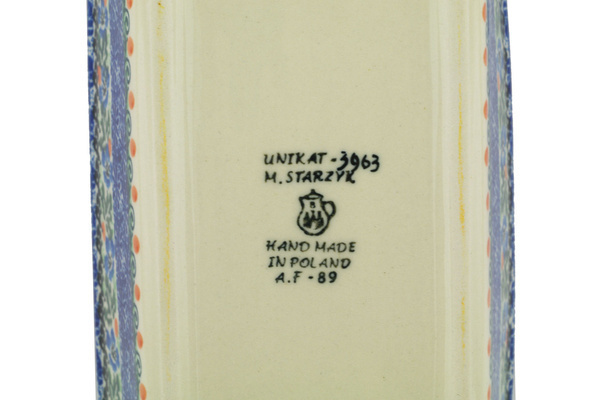 UNIKAT - 3963
M. STARZYK
HAND MADE
IN POLAND
A.F - 89